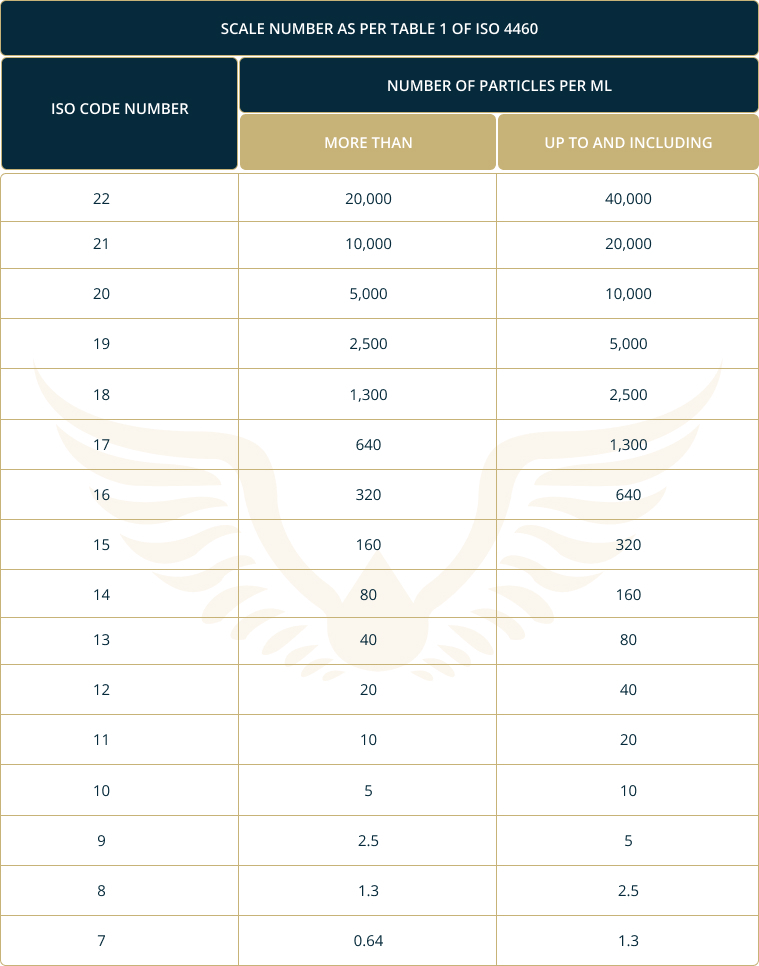 SCALE NUMBER AS PER TABLE 1 OF ISO 4460
ISO CODE NUMBER
NUMBER OF PARTICLES PER ML
MORE THAN
UP TO AND INCLUDING
22 20,000 40,000
21 10,000 20,000
20 5,000 10,000
19 2,500 5,000
18 1,300 2,500
17 640 1,300
16 320 640
15 160 320
14 80 160
13 40 80
12 20 40
11 10 20
10 5 10
9 2.5 5
8 1.3 2.5
7 0.64 1.3